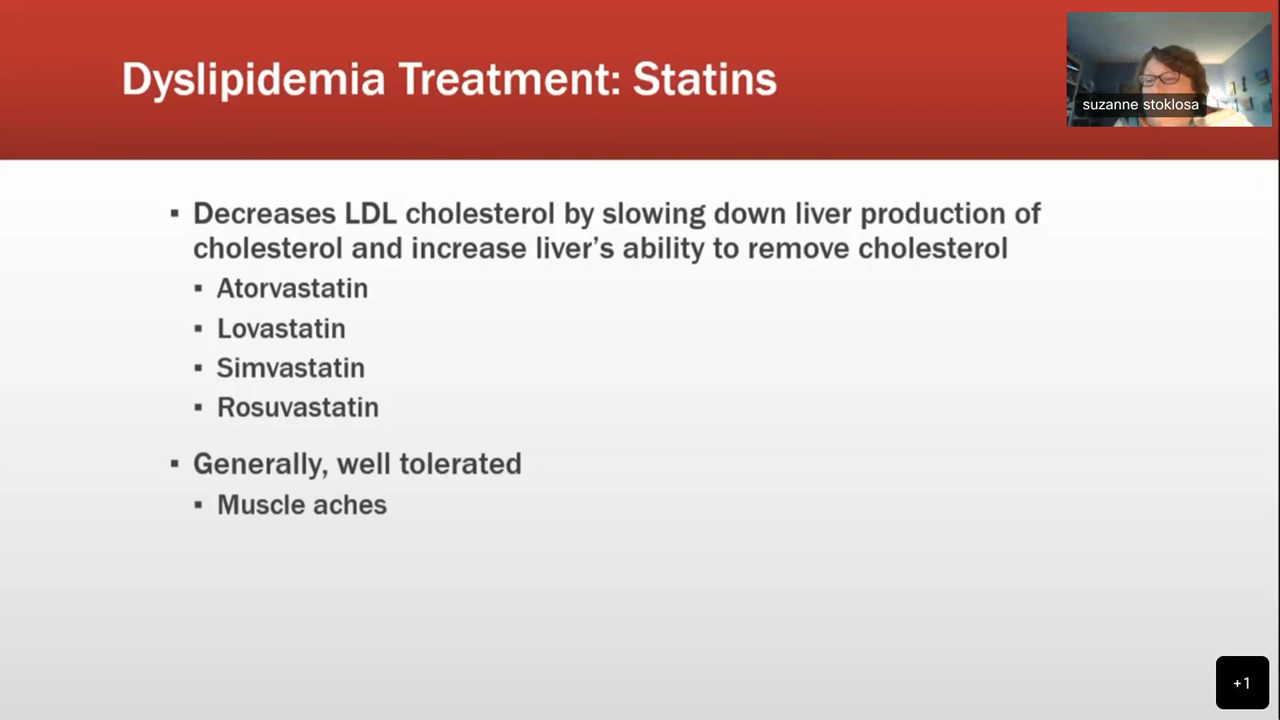 Dyslipidemia Treatment: Statins
suzanne stoklosa
▪ Decreases LDL cholesterol by slowing down liver production of
cholesterol and increase liver’s ability to remove cholesterol
▪ Atorvastatin
▪ Lovastatin
▪ Simvastatin
▪ Rosuvastatin
▪ Generally, well tolerated
▪ Muscle aches
+1